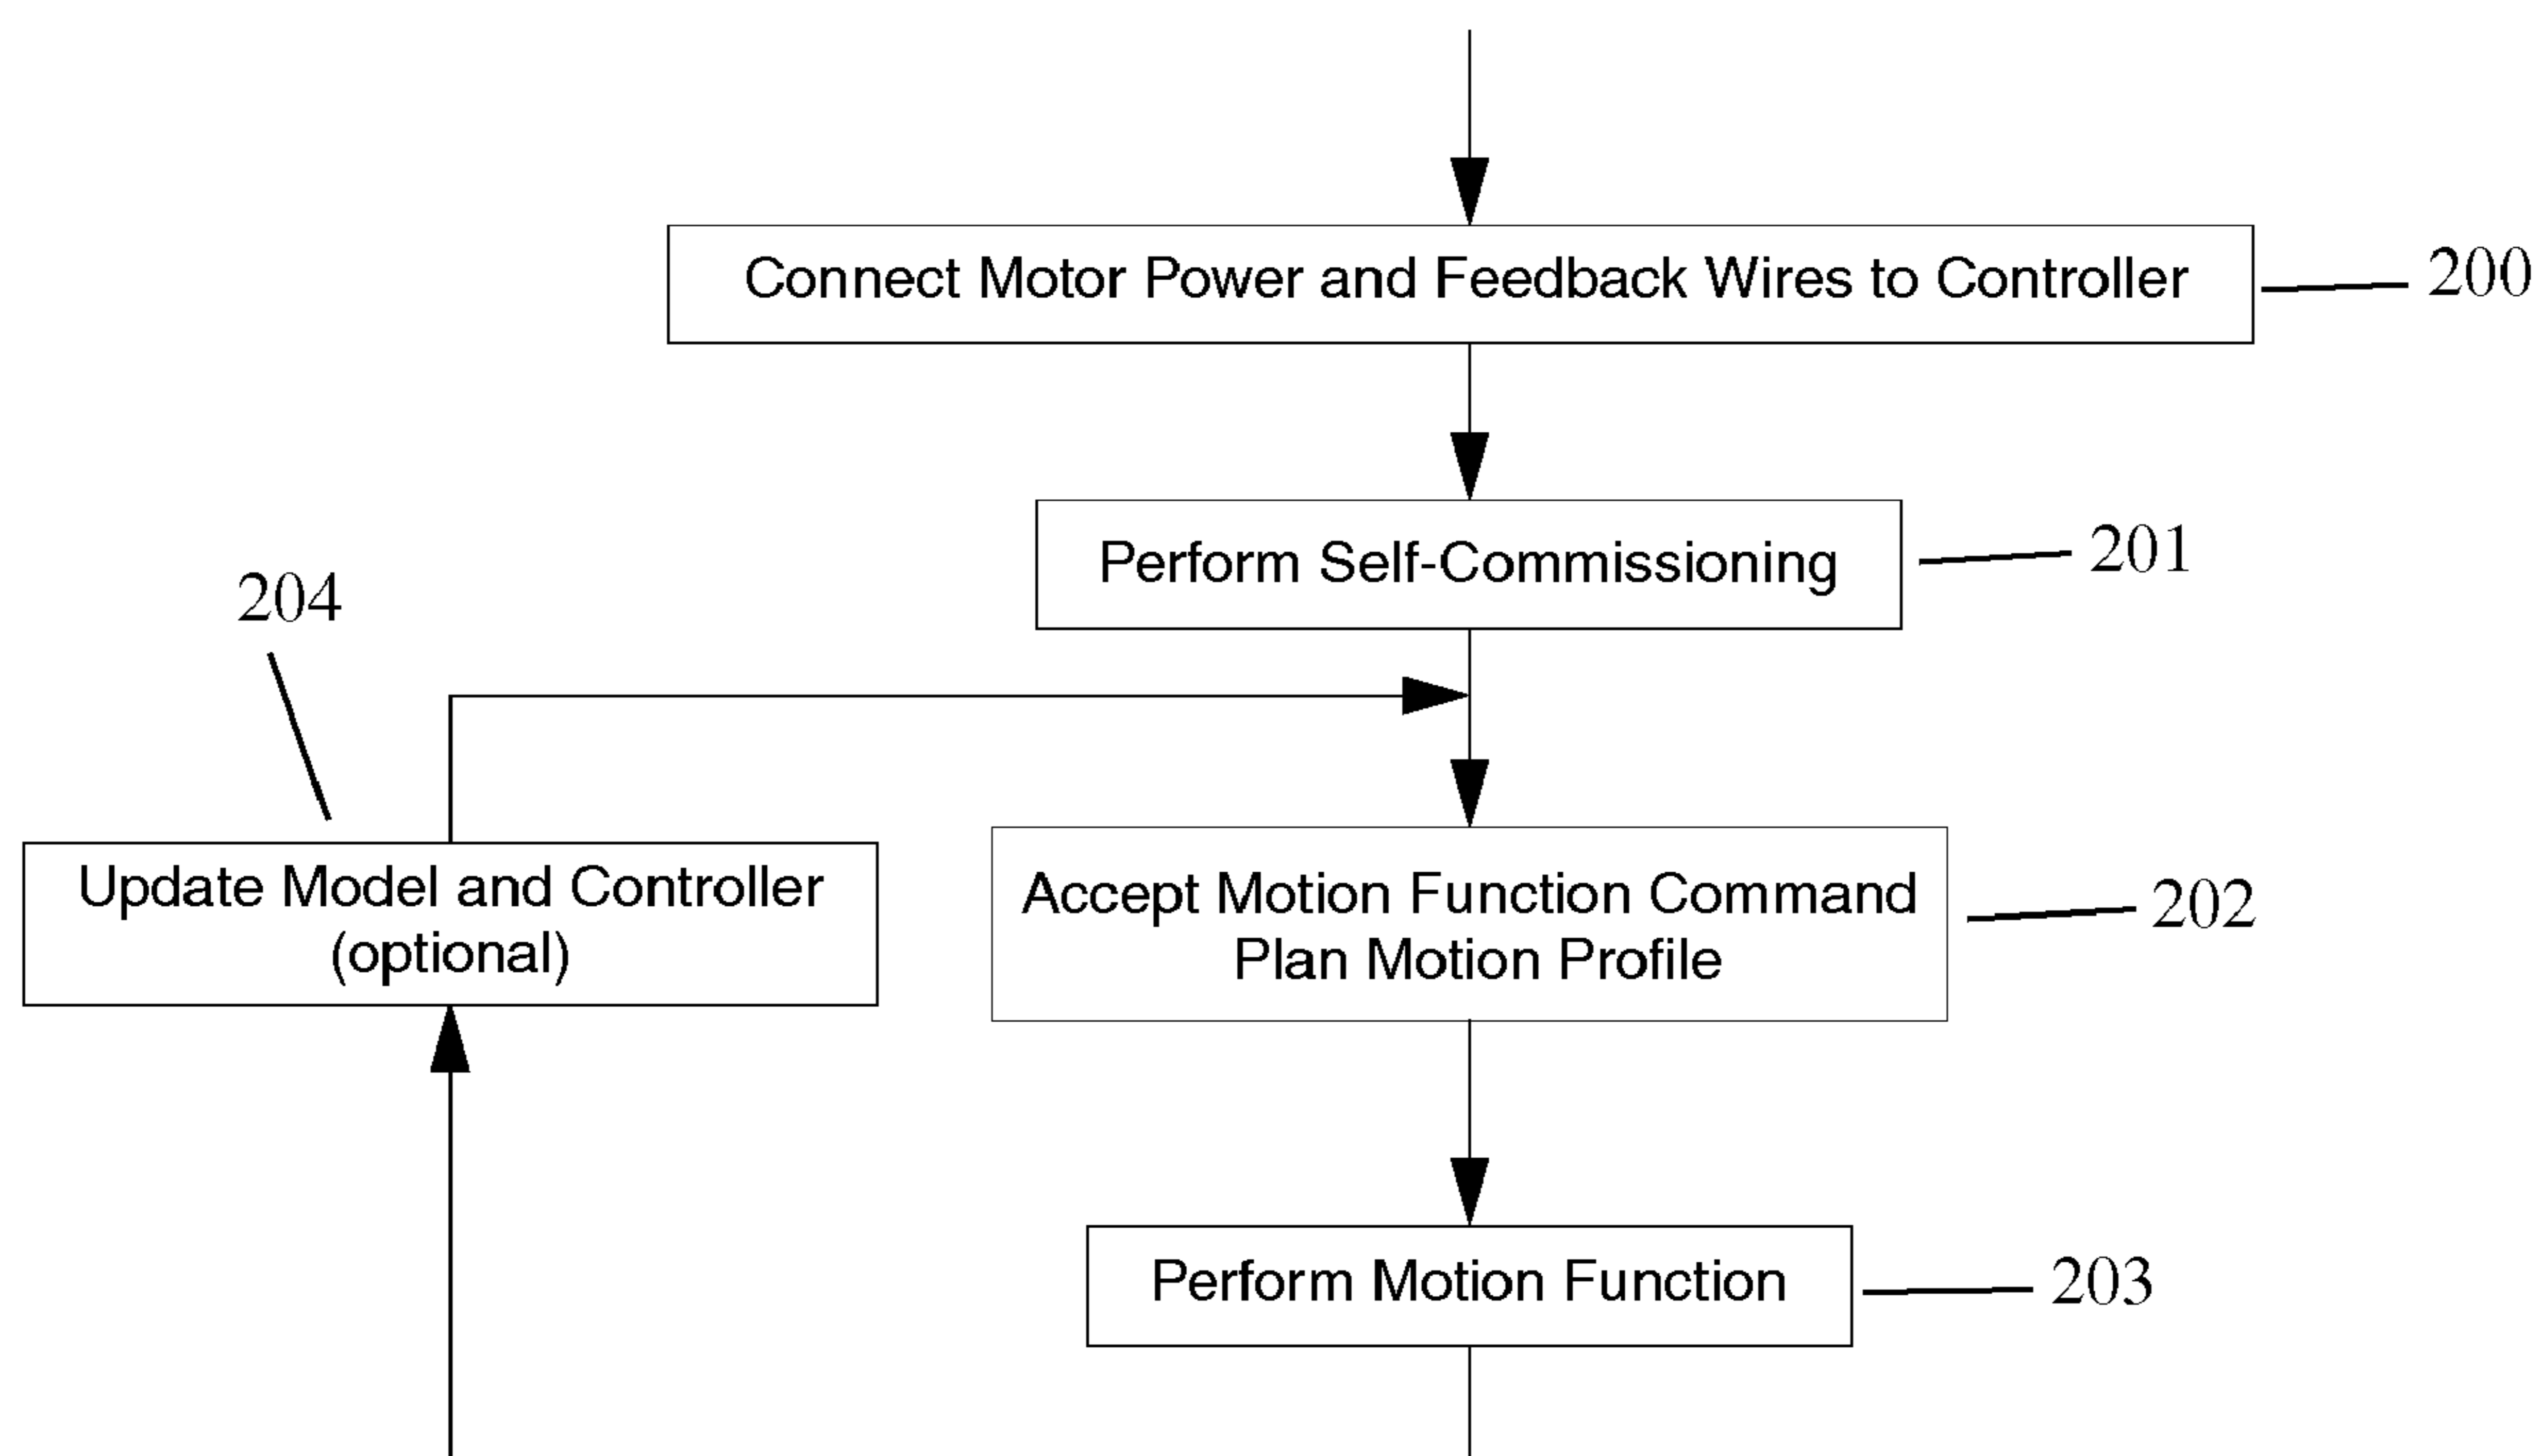 Connect Motor Power and Feedback Wires to Controller
200
Perform Self-Commissioning
201
204
Update Model and Controller
(optional)
Accept Motion Function Command
Plan Motion Profile
202
Perform Motion Function
203